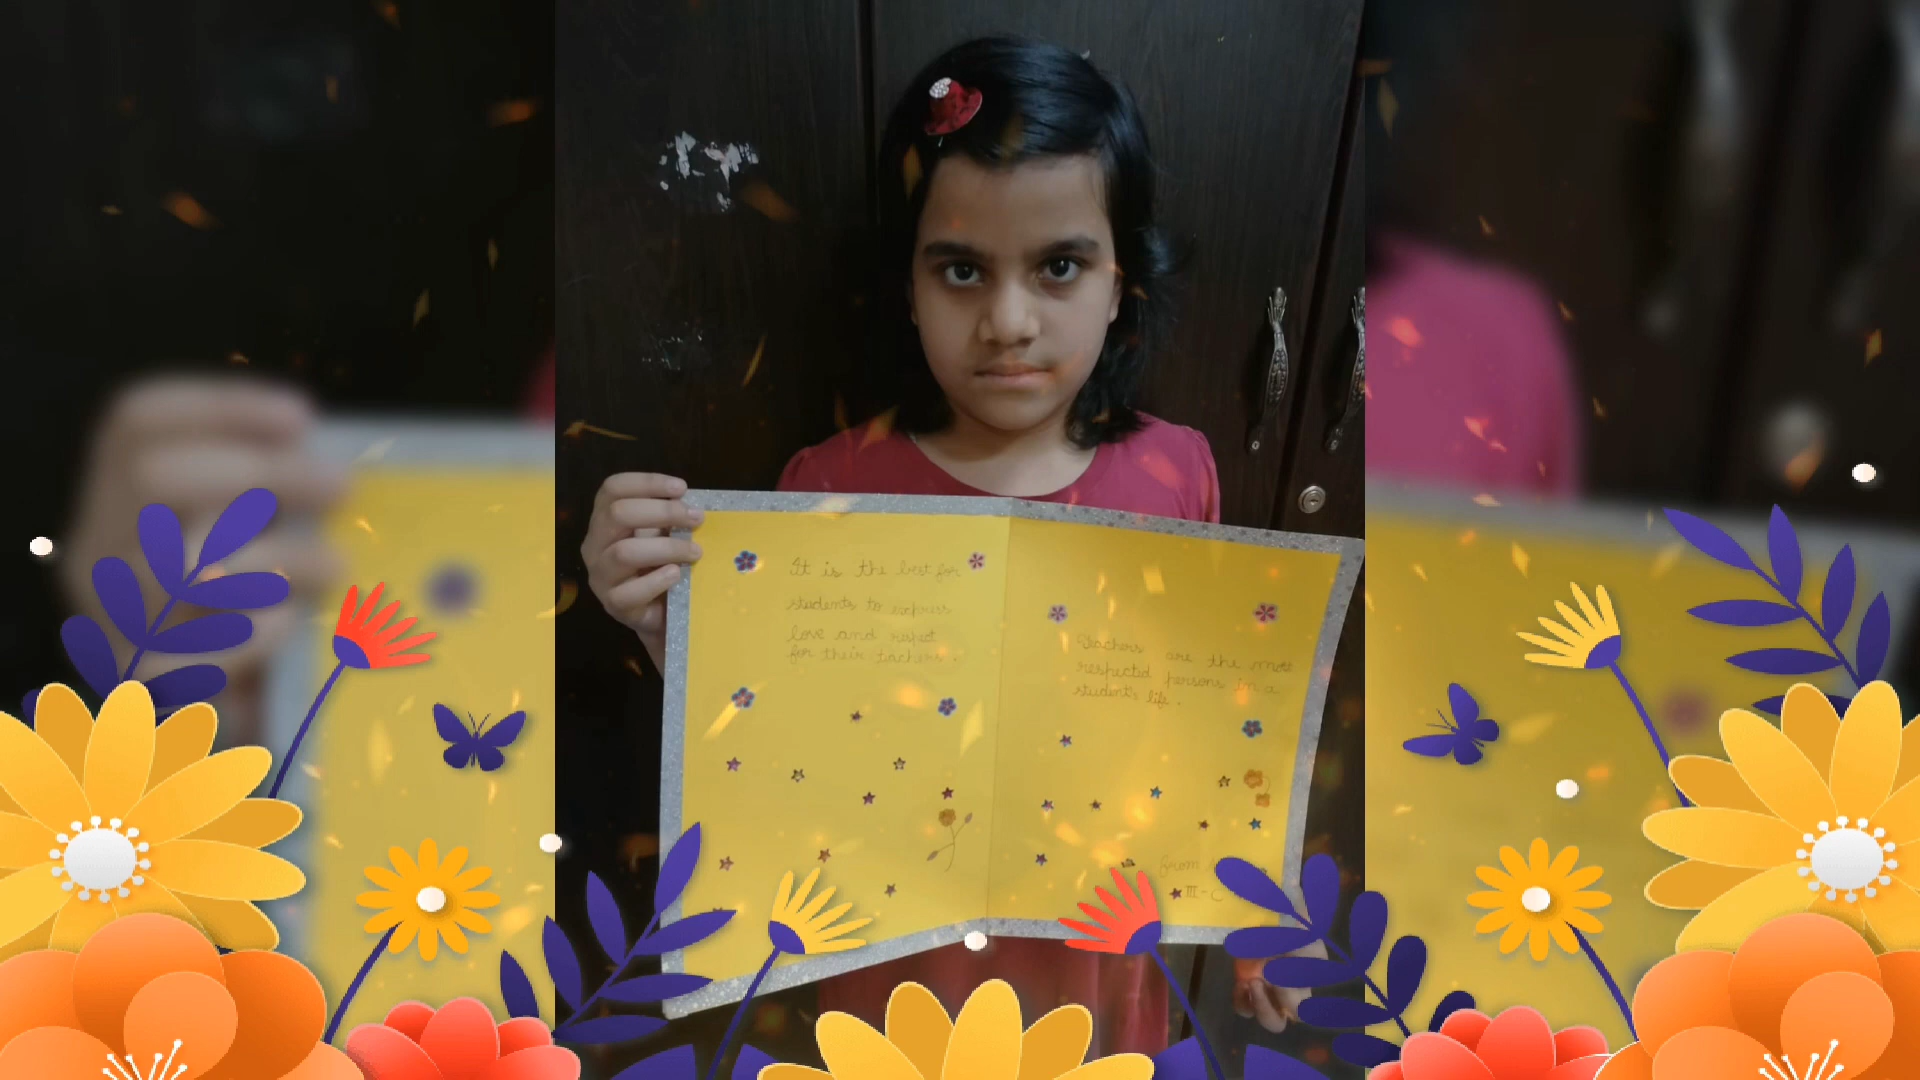 It is the best for
students to express
love and respect
for their teachers.
Teachers are the most
respected persons in a
student's life.
from
III-C